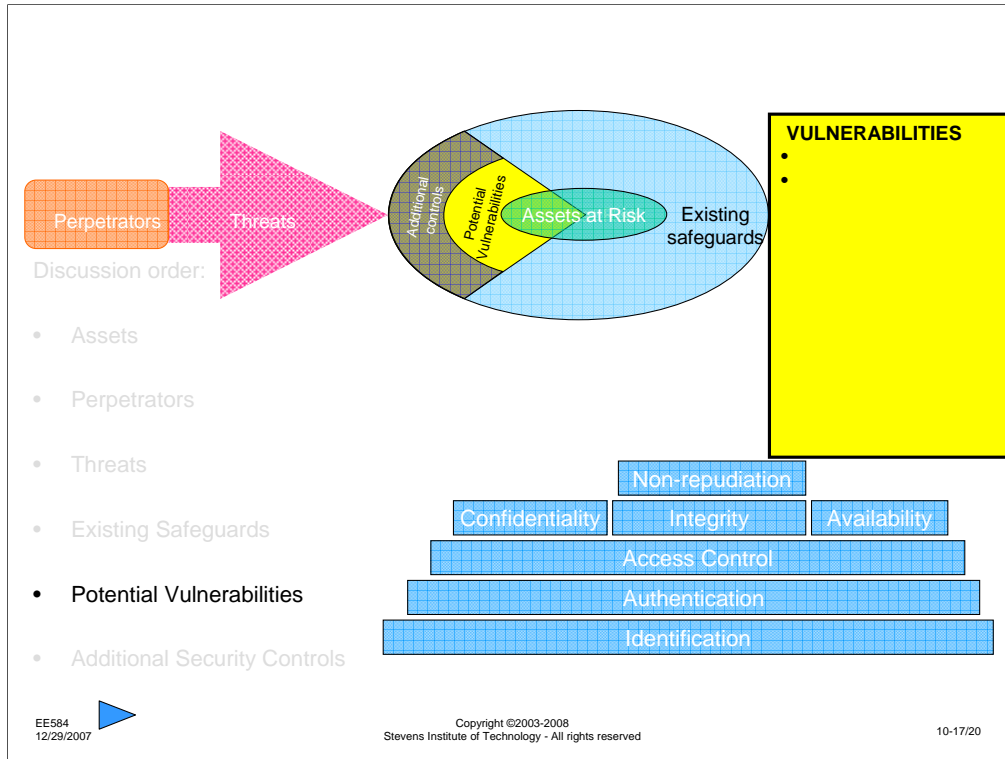 Perpetrators
Threats
Additional
controls
Potential
Vulnerabilities
Assets at Risk
Existing
safeguards
VULNERABILITIES
•
•
Discussion order:
• Assets
• Perpetrators
• Threats
• Existing Safeguards
• Potential Vulnerabilities
• Additional Security Controls
Non-repudiation
Confidentiality
Integrity
Availability
Access Control
Authentication
Identification
EE584
12/29/2007
Copyright ©2003-2008
Stevens Institute of Technology - All rights reserved
10-17/20